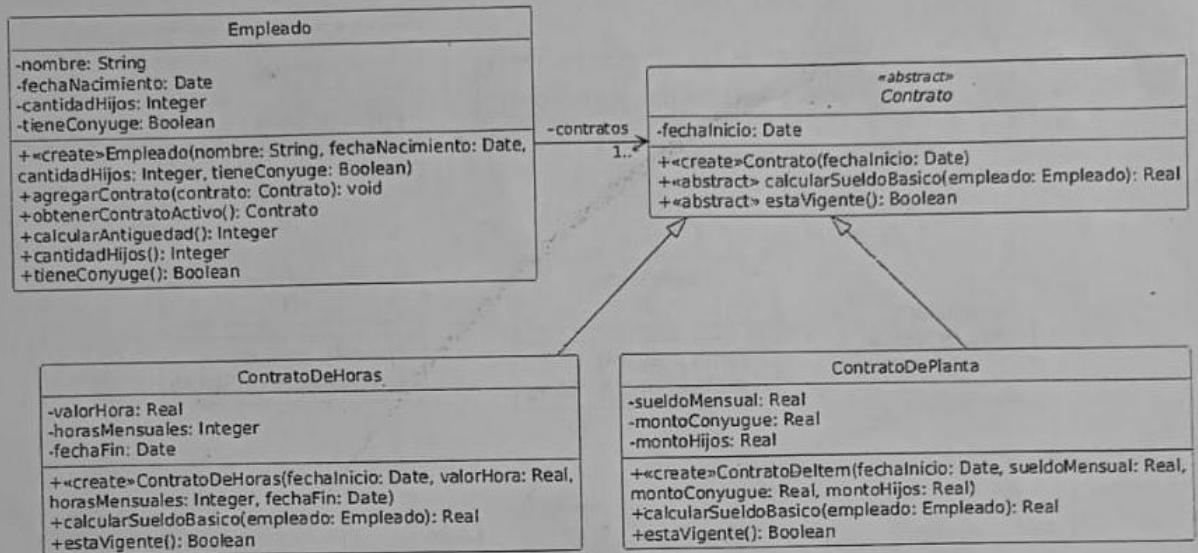 Empleado
-nombre: String
-fechaNacimiento: Date
-cantidadHijos: Integer
-tieneConyuge: Boolean
+«create»Empleado(nombre: String, fechaNacimiento: Date,
cantidadHijos: Integer, tieneConyuge: Boolean)
+agregarContrato(contrato: Contrato): void
+obtenerContratoActivo(): Contrato
+calcularAntiguedad(): Integer
+cantidadHijos(): Integer
+tieneConyuge(): Boolean
-contratos
1..*
«abstract»
Contrato
-fechaInicio: Date
+«create»Contrato(fechaInicio: Date)
+«abstract» calcularSueldoBasico(empleado: Empleado): Real
+«abstract» estaVigente(): Boolean
ContratoDeHoras
-valorHora: Real
-horasMensuales: Integer
-fechaFin: Date
+«create»ContratoDeHoras(fechaInicio: Date, valorHora: Real,
horasMensuales: Integer, fechaFin: Date)
+calcularSueldoBasico(empleado: Empleado): Real
+estaVigente(): Boolean
ContratoDePlanta
-sueldoMensual: Real
-montoConyugue: Real
-montoHijos: Real
+«create»ContratoDeItem(fechaInicio: Date, sueldoMensual: Real,
montoConyugue: Real, montoHijos: Real)
+calcularSueldoBasico(empleado: Empleado): Real
+estaVigente(): Boolean